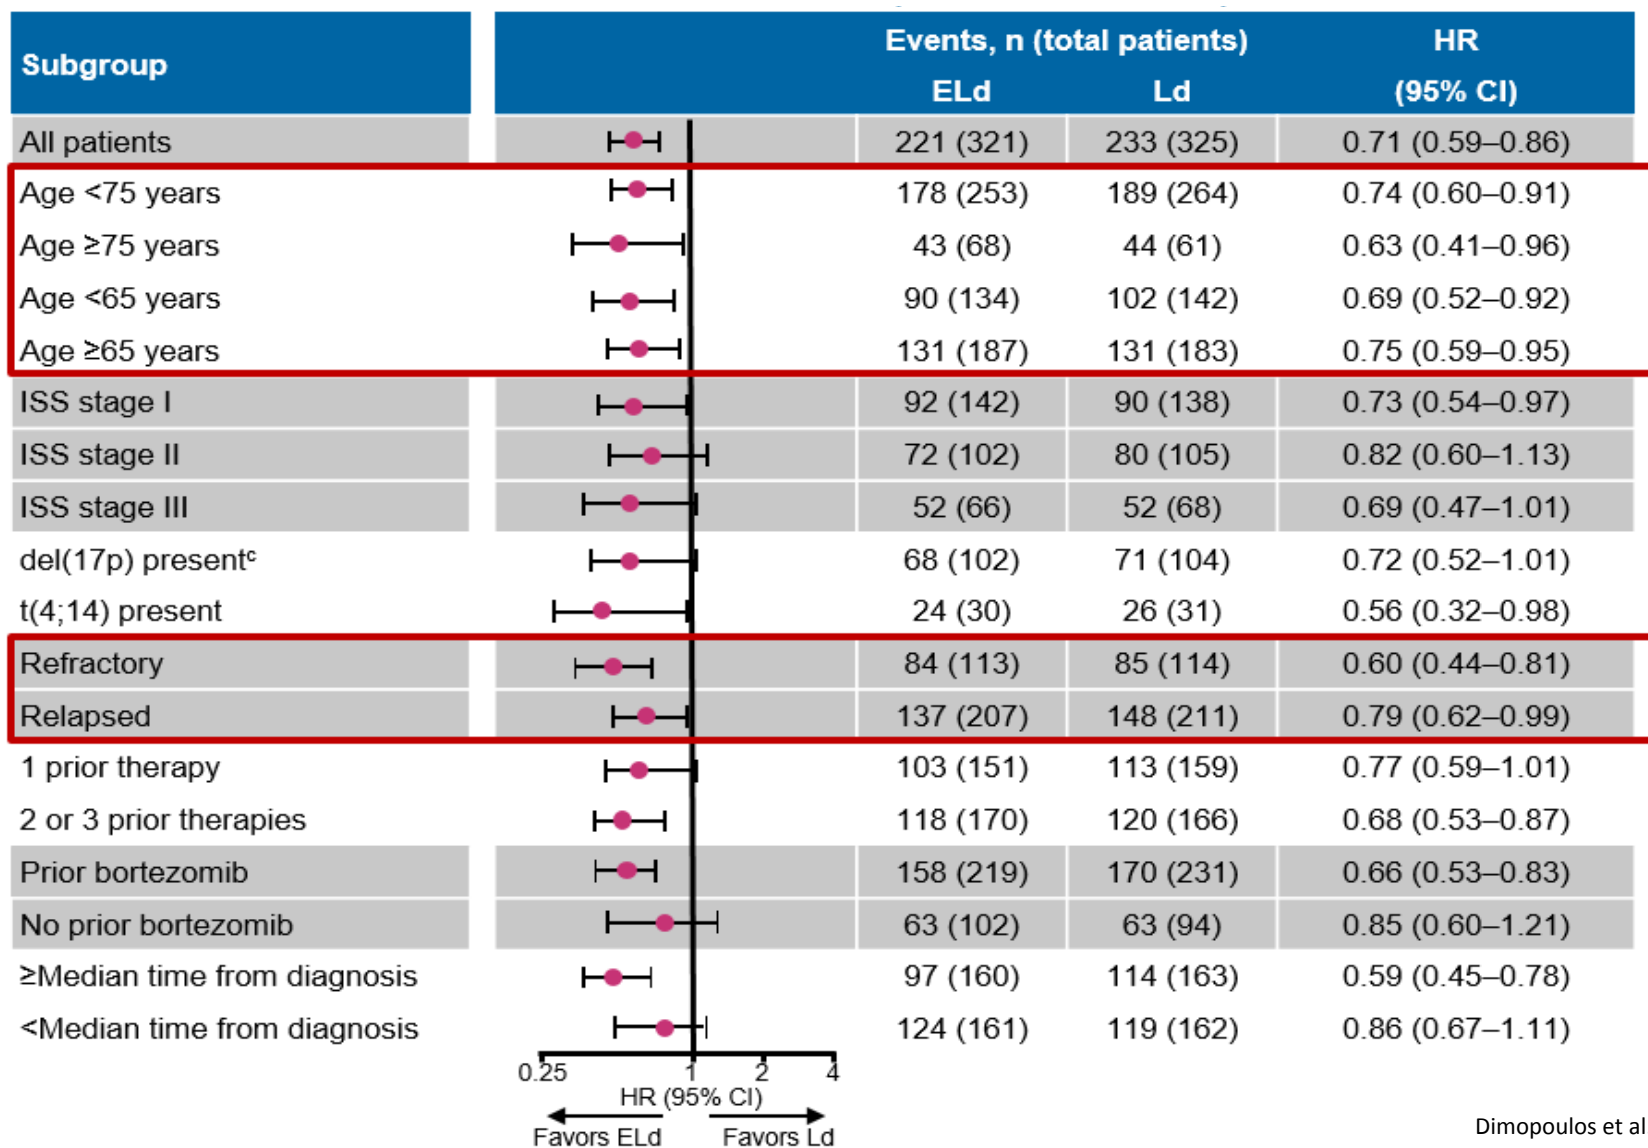 Subgroup Events, n (total patients) HR
ELd Ld (95% CI)
All patients 221 (321) 233 (325) 0.71 (0.59–0.86)
Age <75 years 178 (253) 189 (264) 0.74 (0.60–0.91)
Age ≥75 years 43 (68) 44 (61) 0.63 (0.41–0.96)
Age <65 years 90 (134) 102 (142) 0.69 (0.52–0.92)
Age ≥65 years 131 (187) 131 (183) 0.75 (0.59–0.95)
ISS stage I 92 (142) 90 (138) 0.73 (0.54–0.97)
ISS stage II 72 (102) 80 (105) 0.82 (0.60–1.13)
ISS stage III 52 (66) 52 (68) 0.69 (0.47–1.01)
del(17p) presentᶜ 68 (102) 71 (104) 0.72 (0.52–1.01)
t(4;14) present 24 (30) 26 (31) 0.56 (0.32–0.98)
Refractory 84 (113) 85 (114) 0.60 (0.44–0.81)
Relapsed 137 (207) 148 (211) 0.79 (0.62–0.99)
1 prior therapy 103 (151) 113 (159) 0.77 (0.59–1.01)
2 or 3 prior therapies 118 (170) 120 (166) 0.68 (0.53–0.87)
Prior bortezomib 158 (219) 170 (231) 0.66 (0.53–0.83)
No prior bortezomib 63 (102) 63 (94) 0.85 (0.60–1.21)
≥Median time from diagnosis 97 (160) 114 (163) 0.59 (0.45–0.78)
<Median time from diagnosis 124 (161) 119 (162) 0.86 (0.67–1.11)
0.25 1 2 4
HR (95% CI)
Favors ELd Favors Ld
Dimopoulos et al